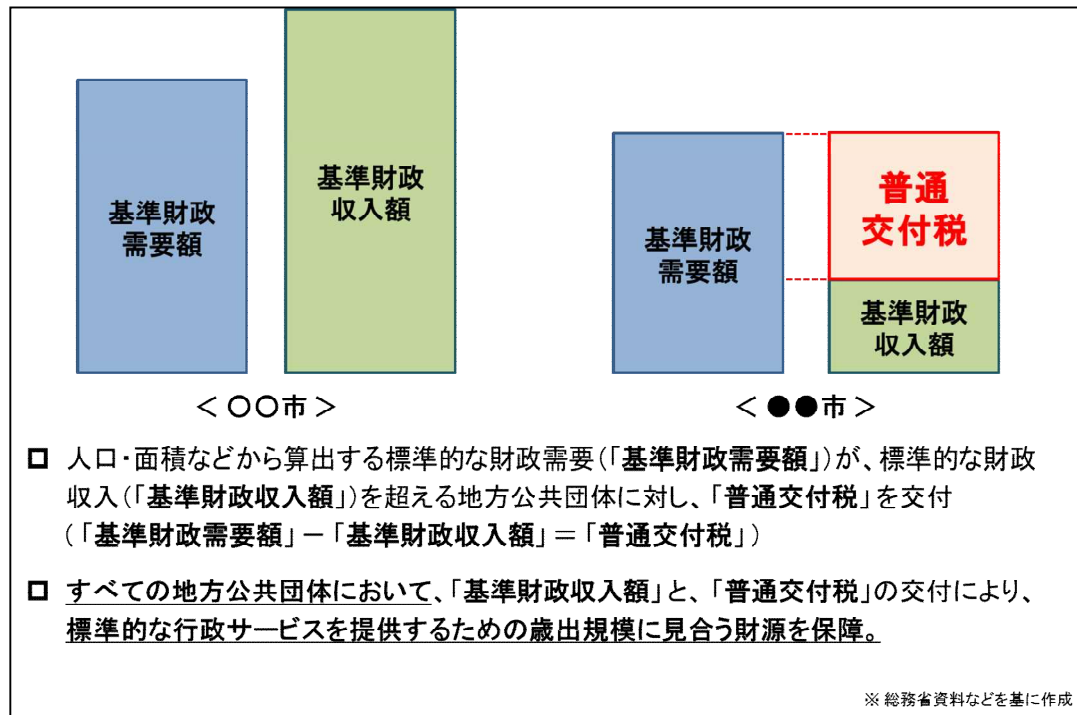 基準財政
需要額
基準財政
収入額
基準財政
需要額
普通
交付税
基準財政
収入額
＜ 〇〇市 ＞
＜ ●●市 ＞
□ 人口・面積などから算出する標準的な財政需要(「基準財政需要額」)が、標準的な財政
収入(「基準財政収入額」)を超える地方公共団体に対し、「普通交付税」を交付
(「基準財政需要額」 － 「基準財政収入額」 ＝ 「普通交付税」)
□ すべての地方公共団体において、「基準財政収入額」と、「普通交付税」の交付により、
標準的な行政サービスを提供するための歳出規模に見合う財源を保障。
※ 総務省資料などを基に作成